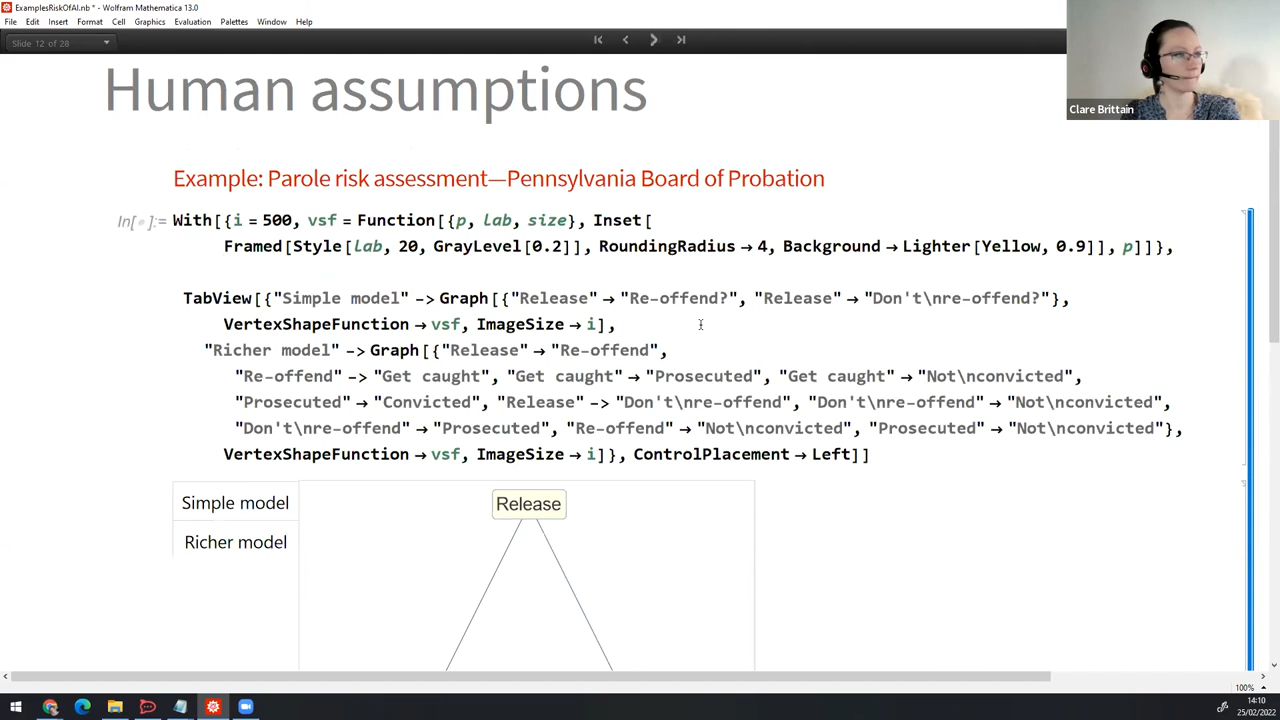 ExamplesRiskOfAI.nb * - Wolfram Mathematica 13.0
File Edit Insert Format Cell Graphics Evaluation Palettes Window Help
Slide 12 of 28
Clare Brittain
Human assumptions
Example: Parole risk assessment—Pennsylvania Board of Probation
In[ ]:= With[{i = 500, vsf = Function[{p, lab, size}, Inset[
Framed[Style[lab, 20, GrayLevel[0.2]], RoundingRadius → 4, Background → Lighter[Yellow, 0.9]], p]]},
TabView[{"Simple model" -> Graph[{"Release" → "Re-offend?", "Release" → "Don't\nre-offend?"},
VertexShapeFunction → vsf, ImageSize → i],
"Richer model" -> Graph[{"Release" → "Re-offend",
"Re-offend" -> "Get caught", "Get caught" → "Prosecuted", "Get caught" → "Not\nconvicted",
"Prosecuted" → "Convicted", "Release" -> "Don't\nre-offend", "Don't\nre-offend" → "Not\nconvicted",
"Don't\nre-offend" → "Prosecuted", "Re-offend" → "Not\nconvicted", "Prosecuted" → "Not\nconvicted"},
VertexShapeFunction → vsf, ImageSize → i]}, ControlPlacement → Left]]
Simple model
Richer model
Release
100%
14:10
25/02/2022